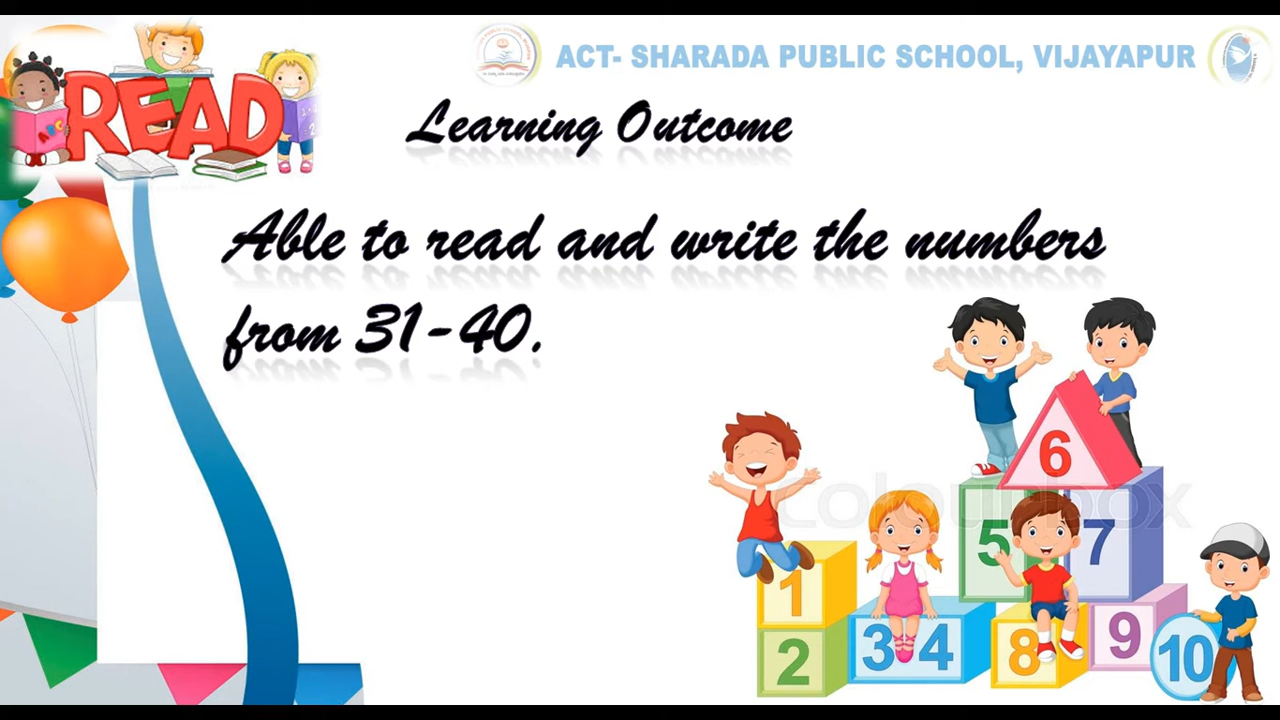 READ
ACT- SHARADA PUBLIC SCHOOL, VIJAYAPUR
Learning Outcome
Able to read and write the numbers
from 31-40.
6
5 7
1
2
3 4
8
9
10